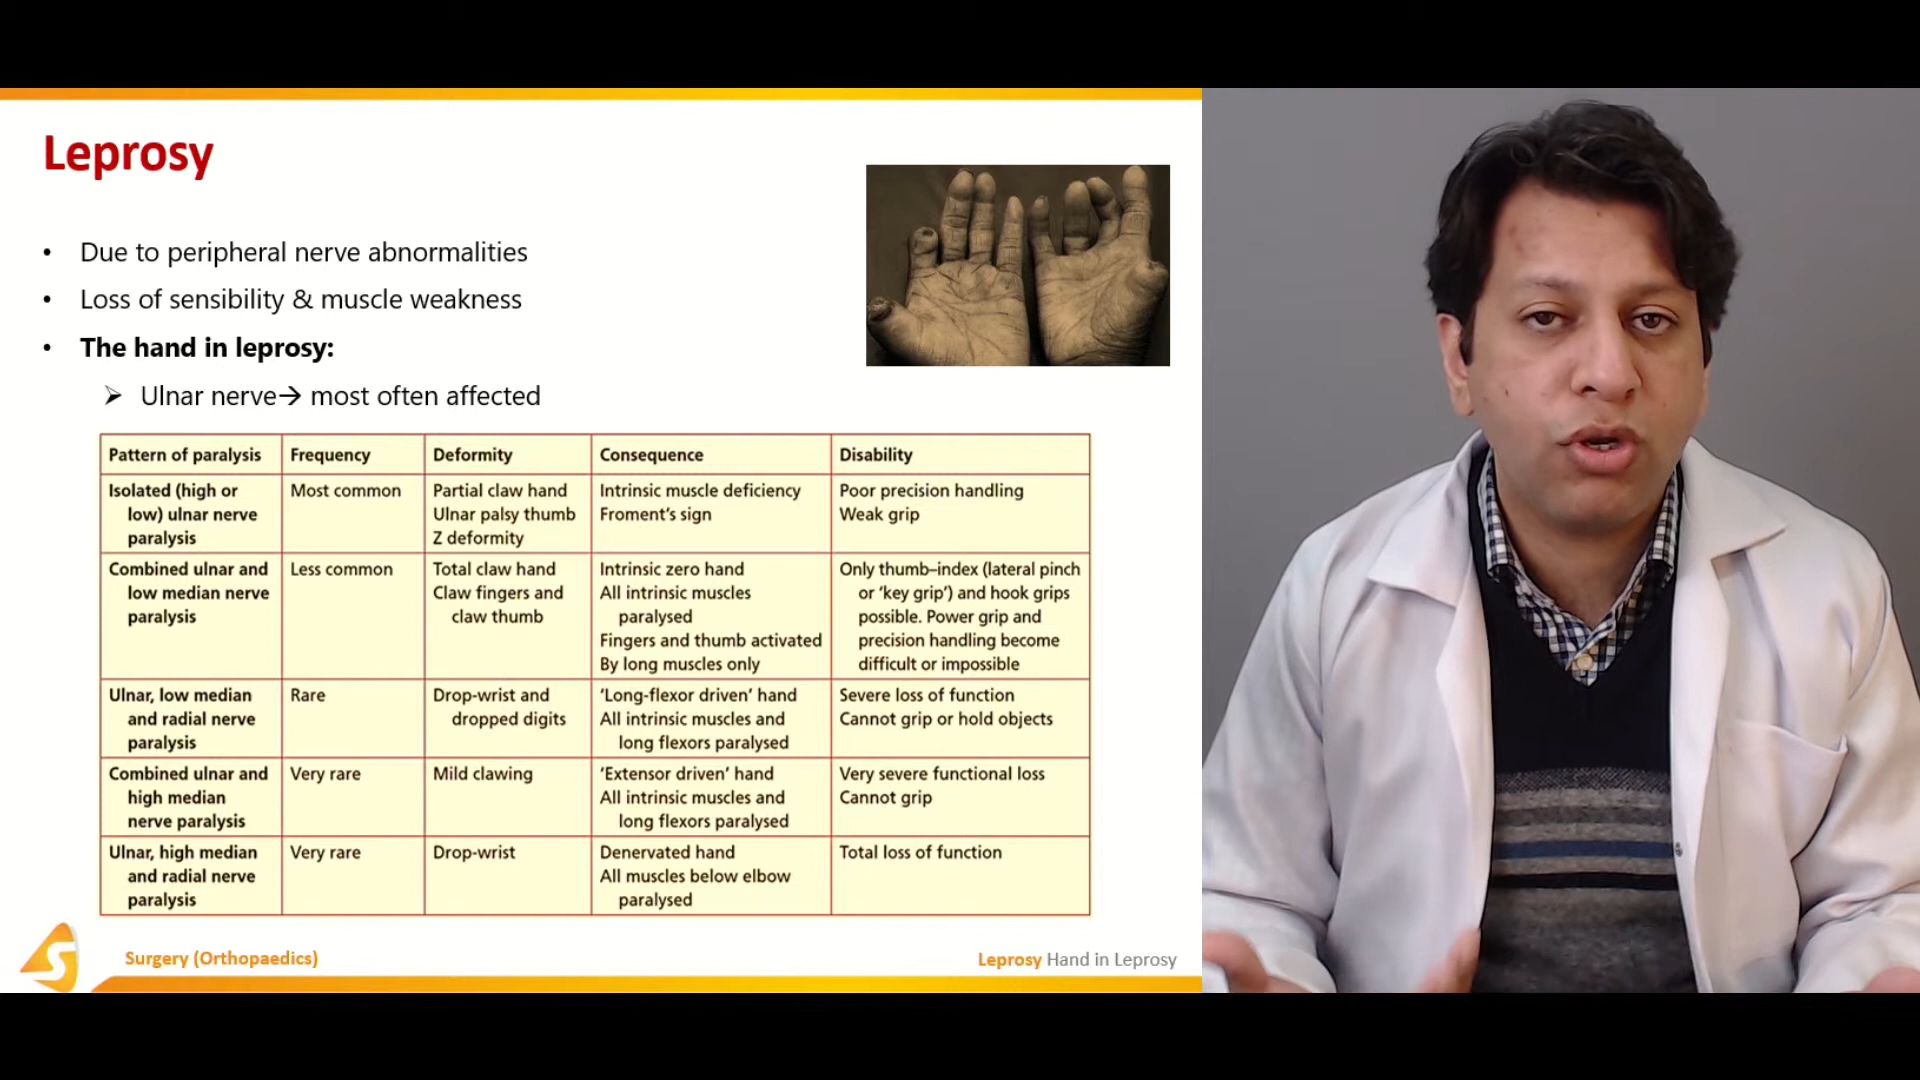 Leprosy
• Due to peripheral nerve abnormalities
• Loss of sensibility & muscle weakness
• The hand in leprosy:
➢ Ulnar nerve→ most often affected
Pattern of paralysis Frequency Deformity Consequence Disability
Isolated (high or Most common Partial claw hand Intrinsic muscle deficiency Poor precision handling
low) ulnar nerve Ulnar palsy thumb Froment's sign Weak grip
paralysis Z deformity
Combined ulnar and Less common Total claw hand Intrinsic zero hand Only thumb–index (lateral pinch
low median nerve Claw fingers and All intrinsic muscles or 'key grip') and hook grips
paralysis claw thumb paralysed possible. Power grip and
Fingers and thumb activated precision handling become
By long muscles only difficult or impossible
Ulnar, low median Rare Drop-wrist and 'Long-flexor driven' hand Severe loss of function
and radial nerve dropped digits All intrinsic muscles and Cannot grip or hold objects
paralysis long flexors paralysed
Combined ulnar and Very rare Mild clawing 'Extensor driven' hand Very severe functional loss
high median All intrinsic muscles and Cannot grip
nerve paralysis long flexors paralysed
Ulnar, high median Very rare Drop-wrist Denervated hand Total loss of function
and radial nerve All muscles below elbow
paralysis paralysed
S
Surgery (Orthopaedics)
Leprosy Hand in Leprosy